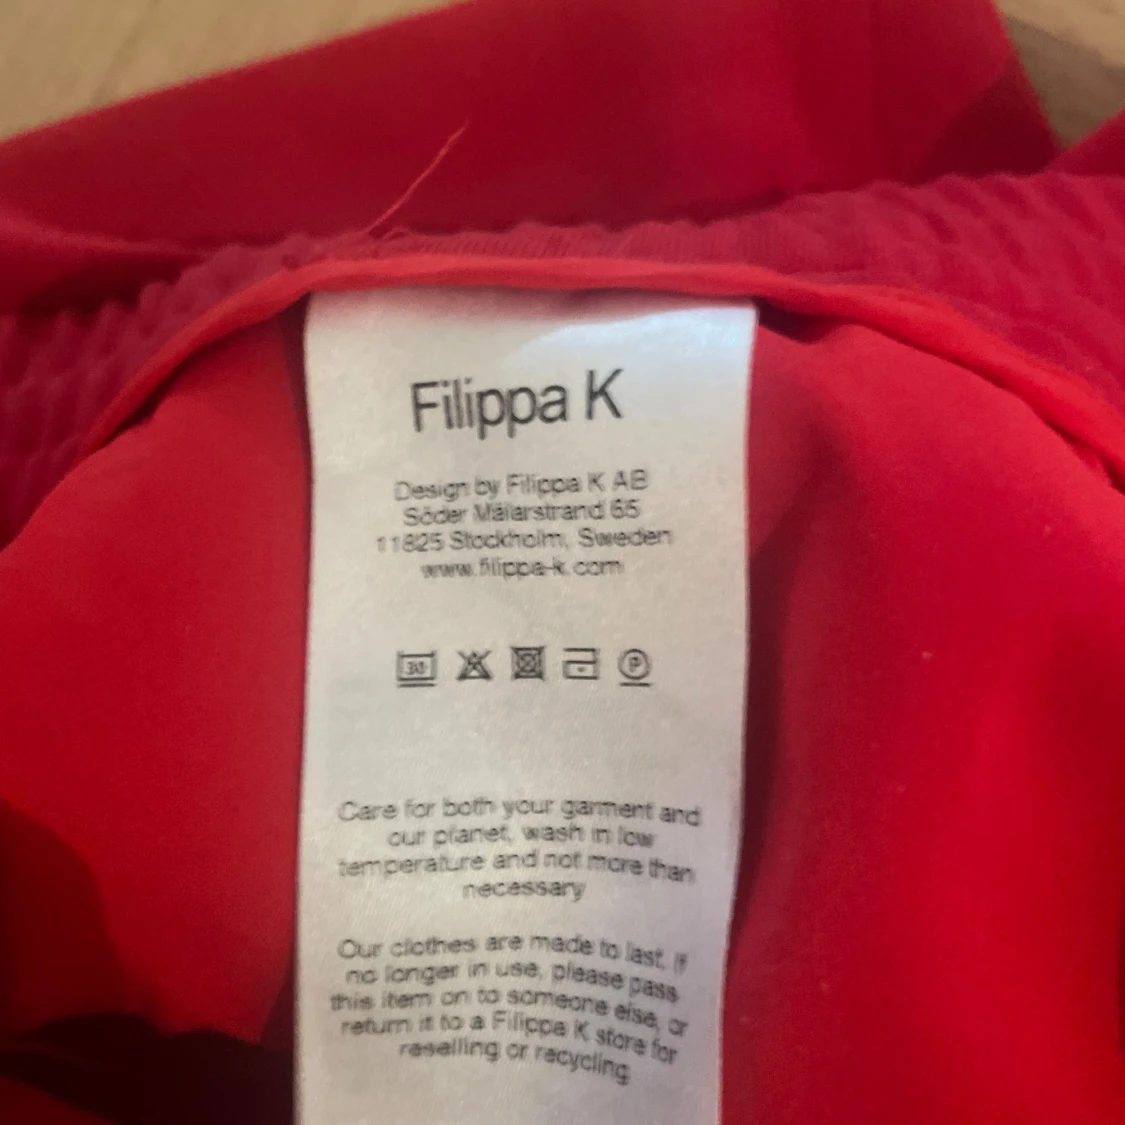 Filippa K
Design by Filippa K AB
Söder Mälarstrand 65
11825 Stockholm, Sweden
www.filippa-k.com
30 P
Care for both your garment and
our planet, wash in low
temperature and not more than
necessary
Our clothes are made to last. If
no longer in use, please pass
this item on to someone else, or
return it to a Filippa K store for
reselling or recycling